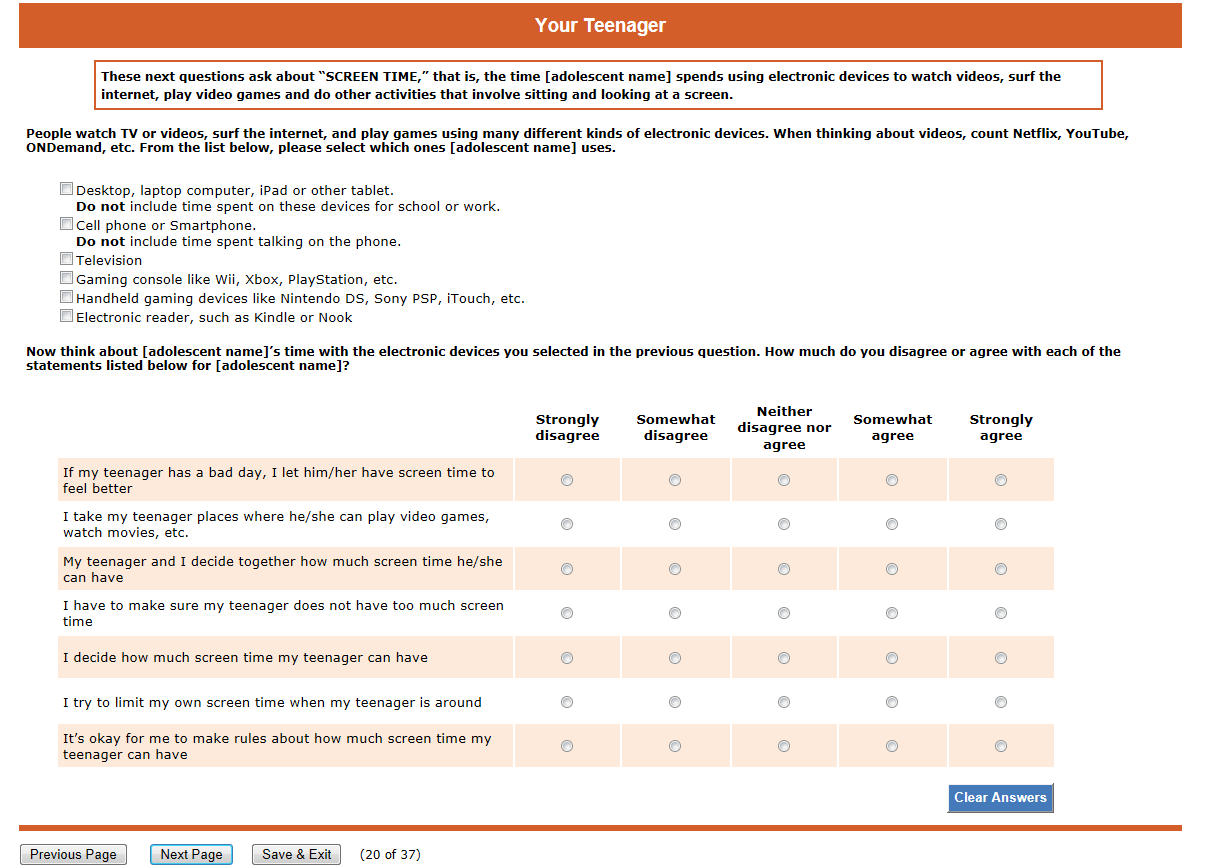 Your Teenager
These next questions ask about “SCREEN TIME,” that is, the time [adolescent name] spends using electronic devices to watch videos, surf the
internet, play video games and do other activities that involve sitting and looking at a screen.
People watch TV or videos, surf the internet, and play games using many different kinds of electronic devices. When thinking about videos, count Netflix, YouTube,
ONDemand, etc. From the list below, please select which ones [adolescent name] uses.
Desktop, laptop computer, iPad or other tablet.
Do not include time spent on these devices for school or work.
Cell phone or Smartphone.
Do not include time spent talking on the phone.
Television
Gaming console like Wii, Xbox, PlayStation, etc.
Handheld gaming devices like Nintendo DS, Sony PSP, iTouch, etc.
Electronic reader, such as Kindle or Nook
Now think about [adolescent name]’s time with the electronic devices you selected in the previous question. How much do you disagree or agree with each of the
statements listed below for [adolescent name]?
Strongly
disagree
Somewhat
disagree
Neither
disagree nor
agree
Somewhat
agree
Strongly
agree
If my teenager has a bad day, I let him/her have screen time to
feel better
I take my teenager places where he/she can play video games,
watch movies, etc.
My teenager and I decide together how much screen time he/she
can have
I have to make sure my teenager does not have too much screen
time
I decide how much screen time my teenager can have
I try to limit my own screen time when my teenager is around
It’s okay for me to make rules about how much screen time my
teenager can have
Clear Answers
Previous Page
Next Page
Save & Exit
(20 of 37)